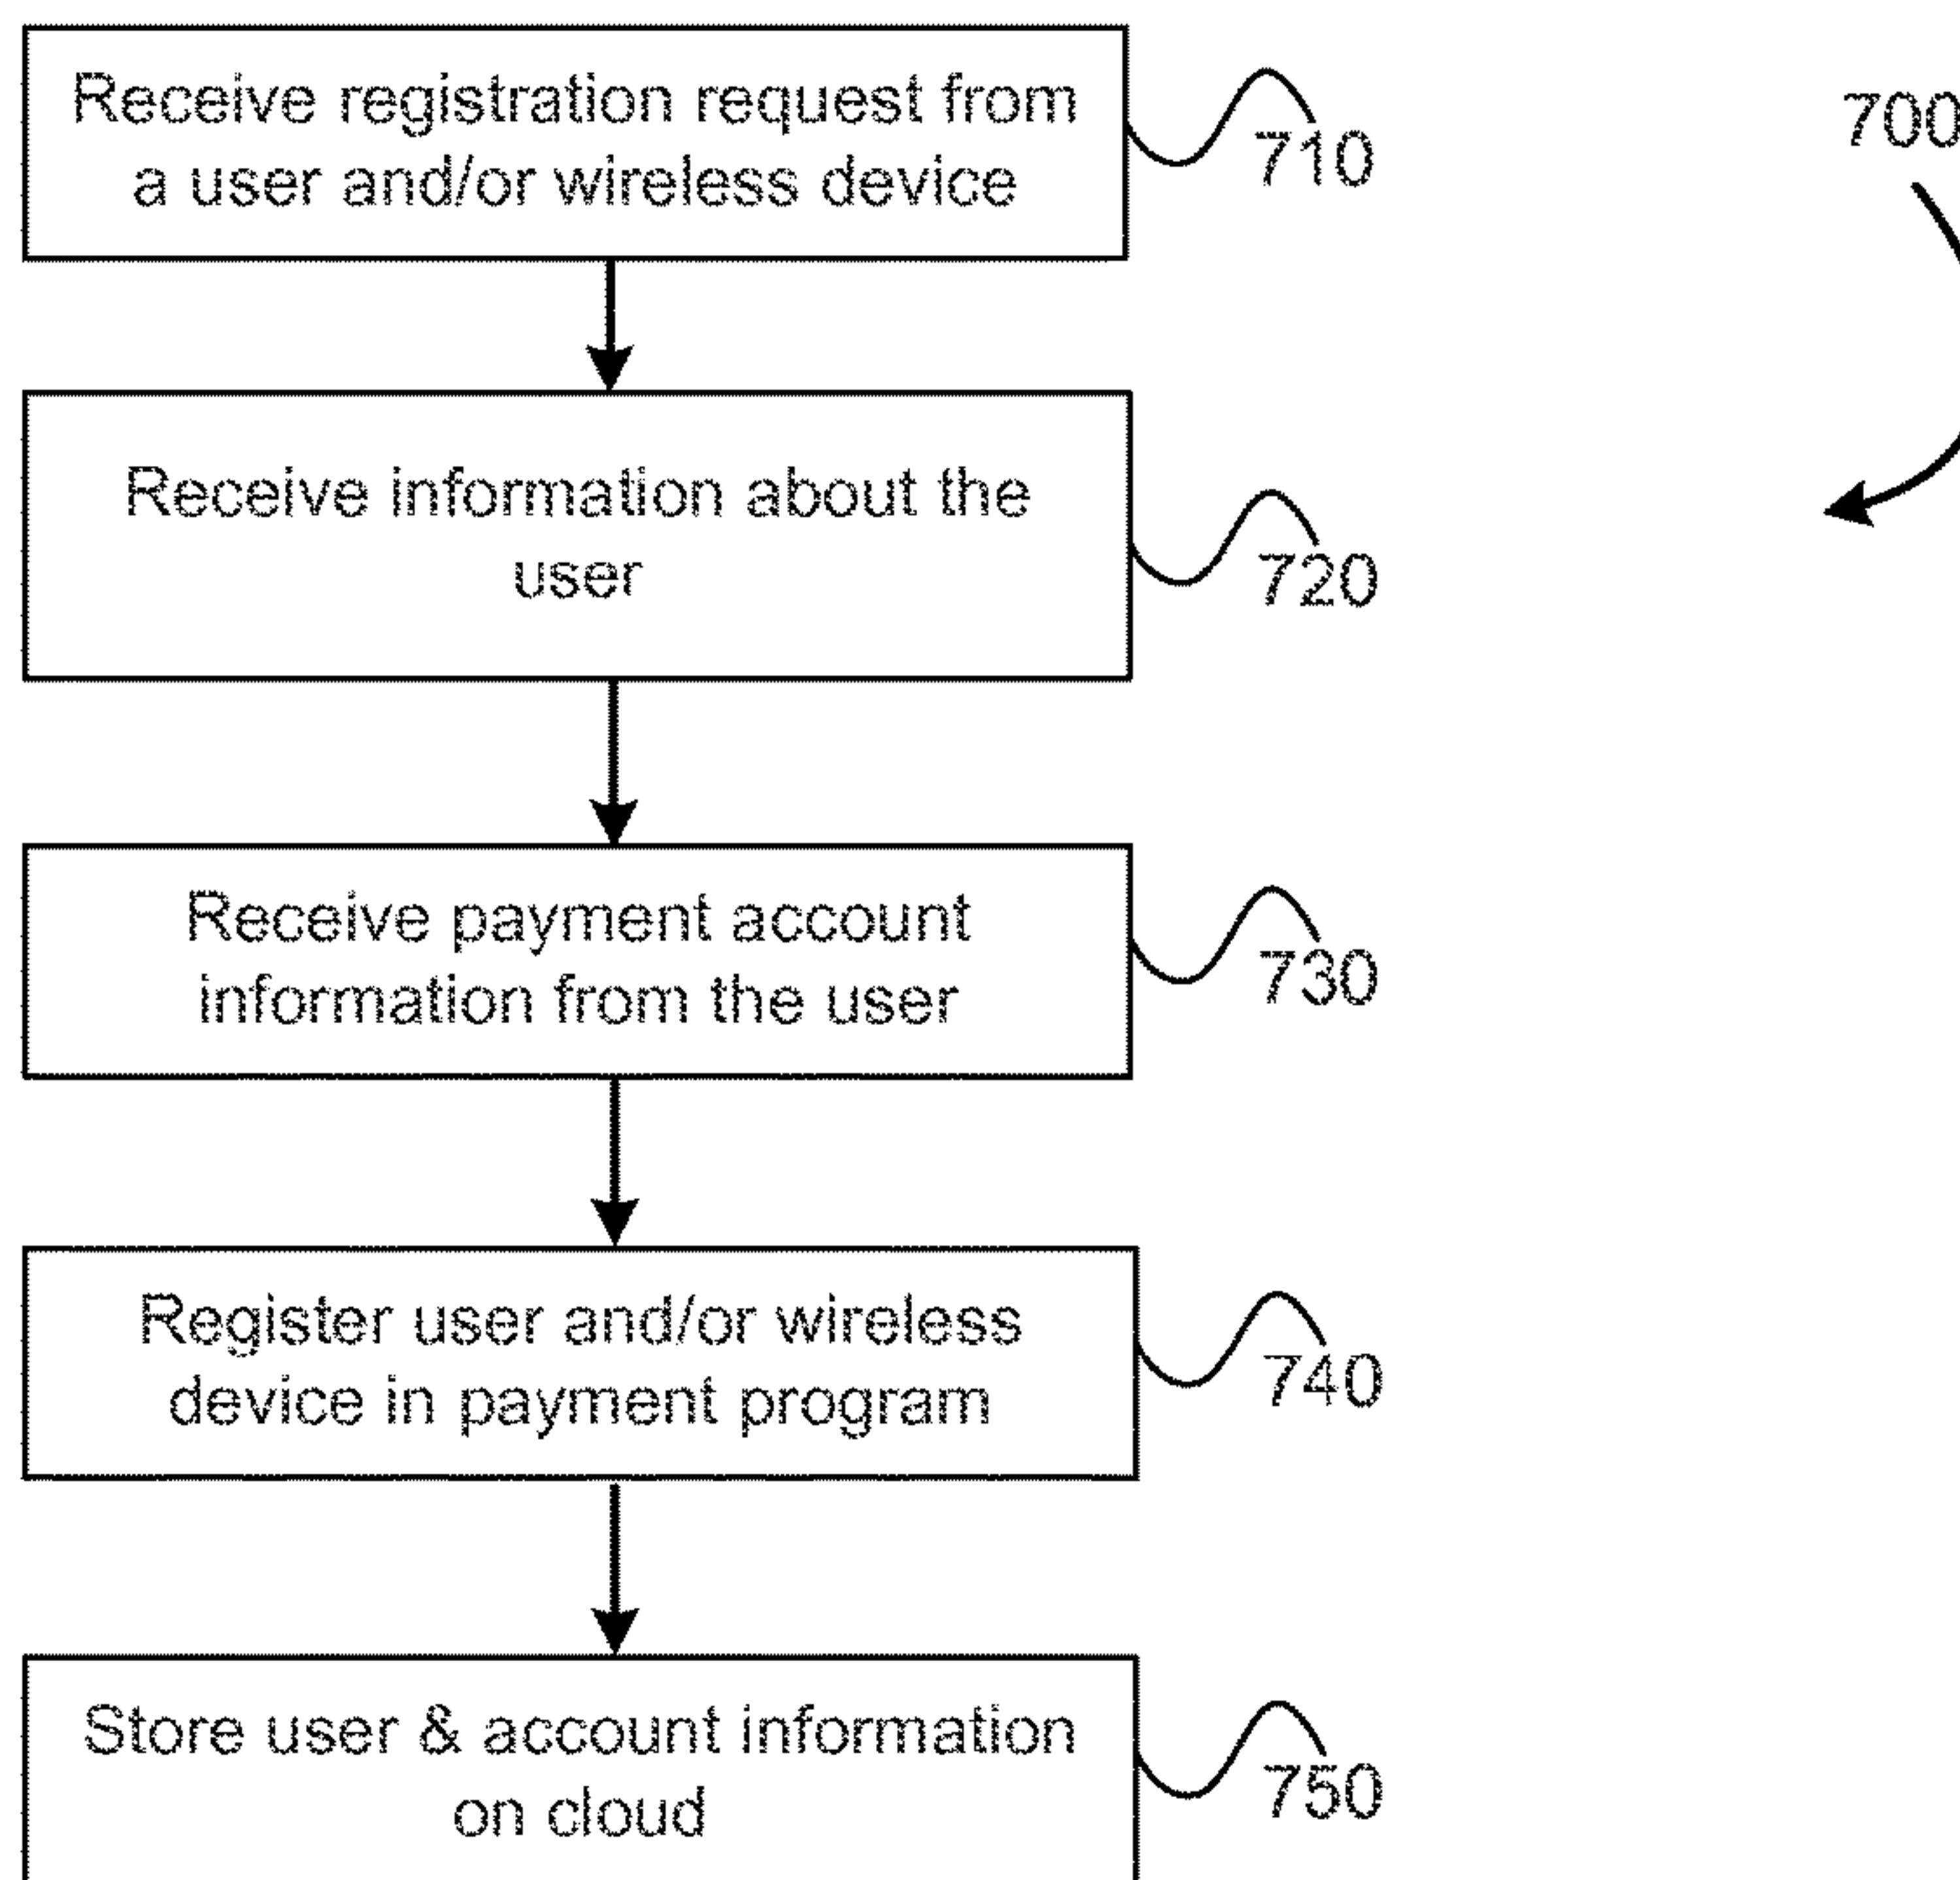 Receive registration request from
a user and/or wireless device
710
700
Receive information about the
user
720
Receive payment account
information from the user
730
Register user and/or wireless
device in payment program
740
Store user & account information
on cloud
750